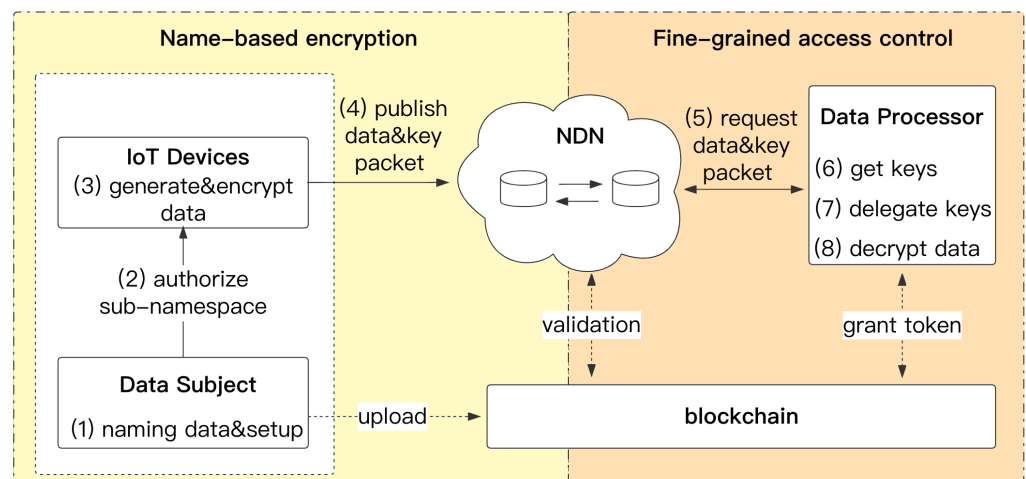 Name–based encryption
Fine–grained access control
(4) publish
data&key
packet
NDN
(5) request
data&key
packet
Data Processor
(6) get keys
(7) delegate keys
(8) decrypt data
IoT Devices
(3) generate&encrypt
data
(2) authorize
sub–namespace
Data Subject
(1) naming data&setup
upload
validation
grant token
blockchain